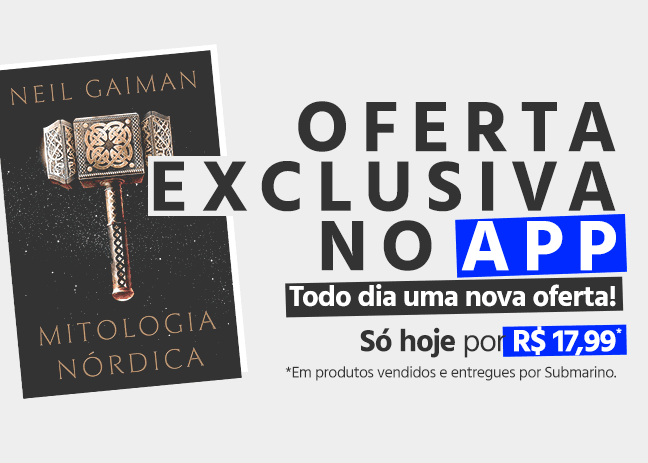 NEIL GAIMAN
MITOLOGIA
NÓRDICA
OFERTA
EXCLUSIVA
NO APP
Todo dia uma nova oferta!
Só hoje por R$ 17,99*
*Em produtos vendidos e entregues por Submarino.